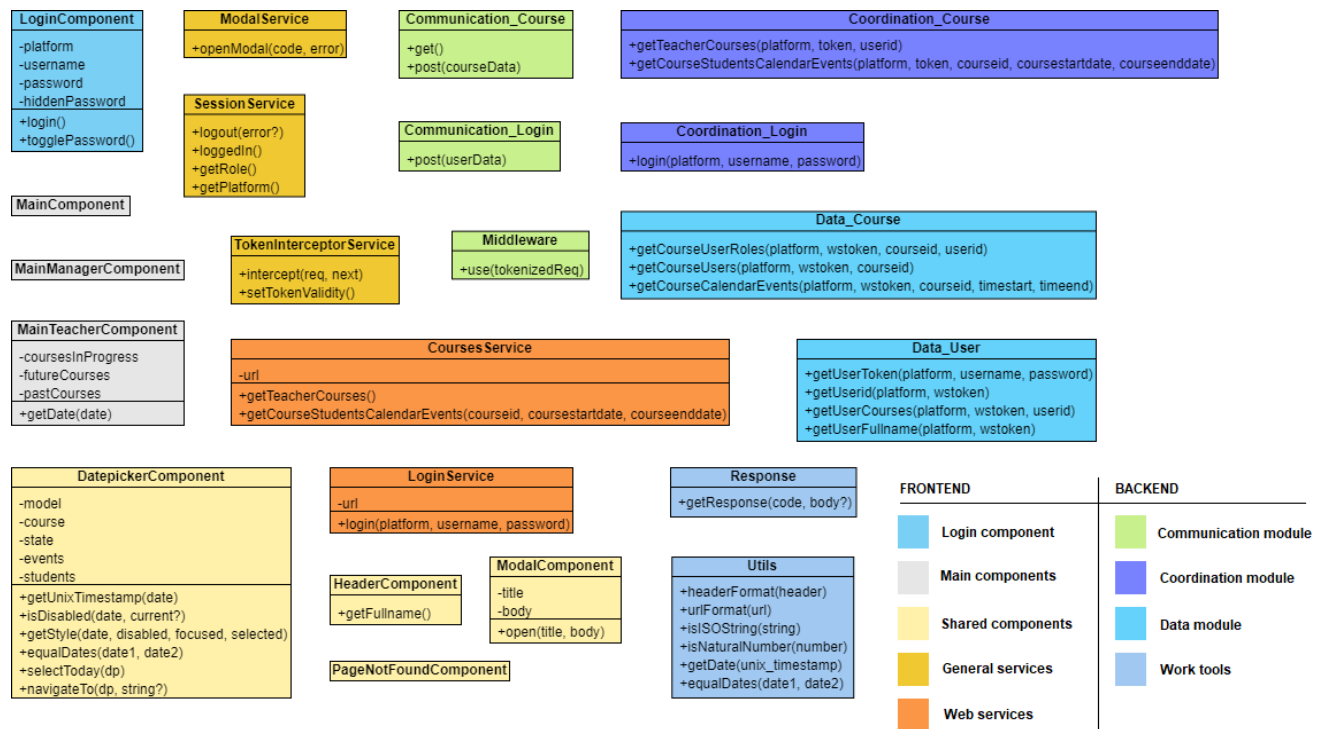 LoginComponent
-platform
-username
-password
-hiddenPassword
+login()
+togglePassword()
ModalService
+openModal(code, error)
Communication_Course
+get()
+post(courseData)
Coordination_Course
+getTeacherCourses(platform, token, userid)
+getCourseStudentsCalendarEvents(platform, token, courseid, coursestartdate, courseenddate)
SessionService
+logout(error?)
+loggedIn()
+getRole()
+getPlatform()
Communication_Login
+post(userData)
Coordination_Login
+login(platform, username, password)
MainComponent
MainManagerComponent
TokenInterceptorService
+intercept(req, next)
+setTokenValidity()
Middleware
+use(tokenizedReq)
Data_Course
+getCourseUserRoles(platform, wstoken, courseid, userid)
+getCourseUsers(platform, wstoken, courseid)
+getCourseCalendarEvents(platform, wstoken, courseid, timestart, timeend)
MainTeacherComponent
-coursesInProgress
-futureCourses
-pastCourses
+getDate(date)
CoursesService
-url
+getTeacherCourses()
+getCourseStudentsCalendarEvents(courseid, coursestartdate, courseenddate)
Data_User
+getUserToken(platform, username, password)
+getUserid(platform, wstoken)
+getUserCourses(platform, wstoken, userid)
+getUserFullname(platform, wstoken)
DatepickerComponent
-model
-course
-state
-events
-students
+getUnixTimestamp(date)
+isDisabled(date, current?)
+getStyle(date, disabled, focused, selected)
+equalDates(date1, date2)
+selectToday(dp)
+navigateTo(dp, string?)
LoginService
-url
+login(platform, username, password)
HeaderComponent
+getFullname()
ModalComponent
-title
-body
+open(title, body)
PageNotFoundComponent
Response
+getResponse(code, body?)
Utils
+headerFormat(header)
+urlFormat(url)
+isISOString(string)
+isNaturalNumber(number)
+getDate(unix_timestamp)
+equalDates(date1, date2)
FRONTEND
Login component
Main components
Shared components
General services
Web services
BACKEND
Communication module
Coordination module
Data module
Work tools